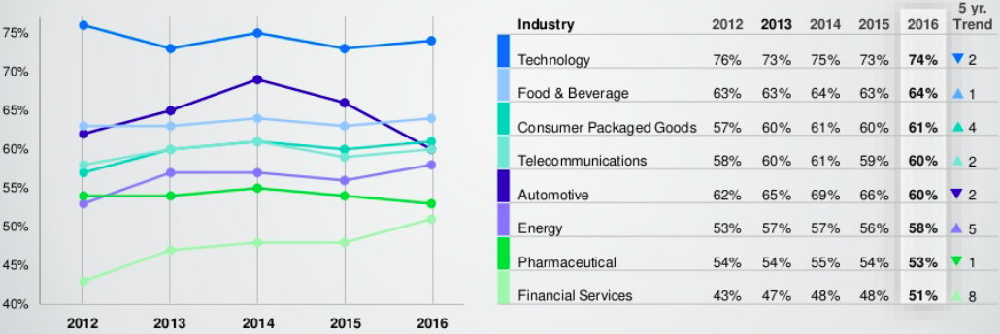 75%
70%
65%
60%
55%
50%
45%
40%
2012 2013 2014 2015 2016
5 yr.
Industry 2012 2013 2014 2015 2016 Trend
Technology 76% 73% 75% 73% 74% ▼ 2
Food & Beverage 63% 63% 64% 63% 64% ▲ 1
Consumer Packaged Goods 57% 60% 61% 60% 61% ▲ 4
Telecommunications 58% 60% 61% 59% 60% ▲ 2
Automotive 62% 65% 69% 66% 60% ▼ 2
Energy 53% 57% 57% 56% 58% ▲ 5
Pharmaceutical 54% 54% 55% 54% 53% ▼ 1
Financial Services 43% 47% 48% 48% 51% ▲ 8